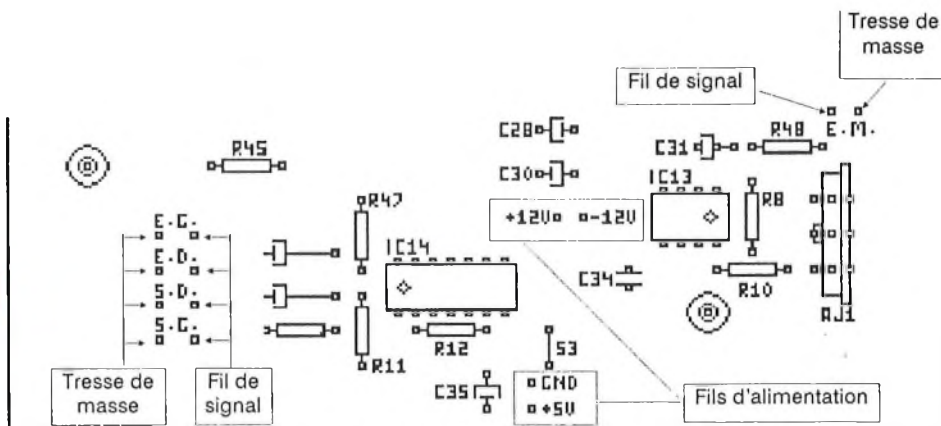 Tresse de
masse
Fil de signal
E.M.
C28
R48
C31
R45
C30
IC13
R47
R8
E.G.
+12V
-12V
IC14
E.D.
C34
S.D.
R10
S.G.
AJ1
R12
S3
R11
Tresse de
masse
Fil de
signal
C35
GND
+5V
Fils d'alimentation